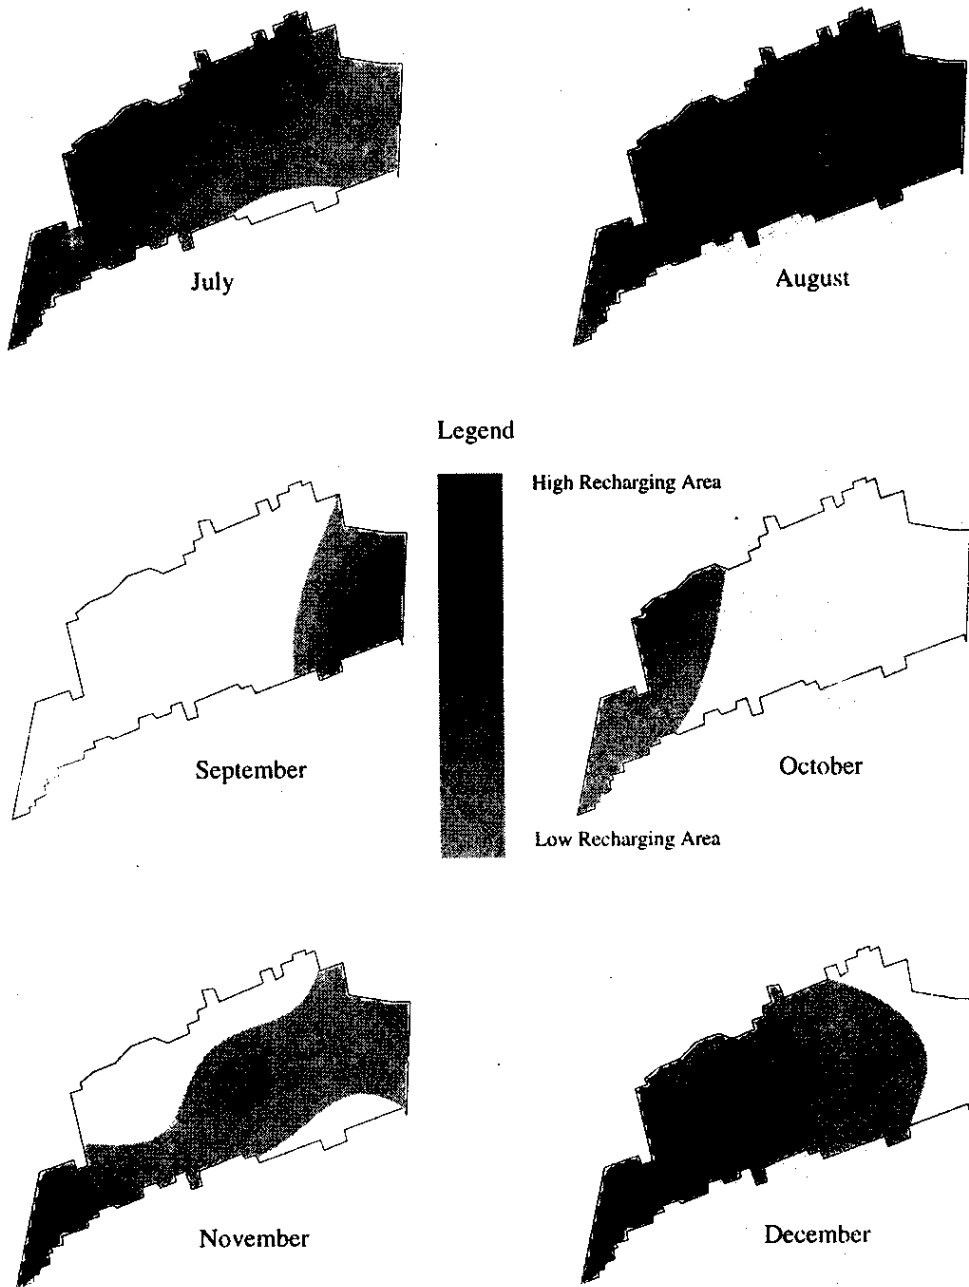 July
August
Legend
High Recharging Area
September
October
Low Recharging Area
November
December